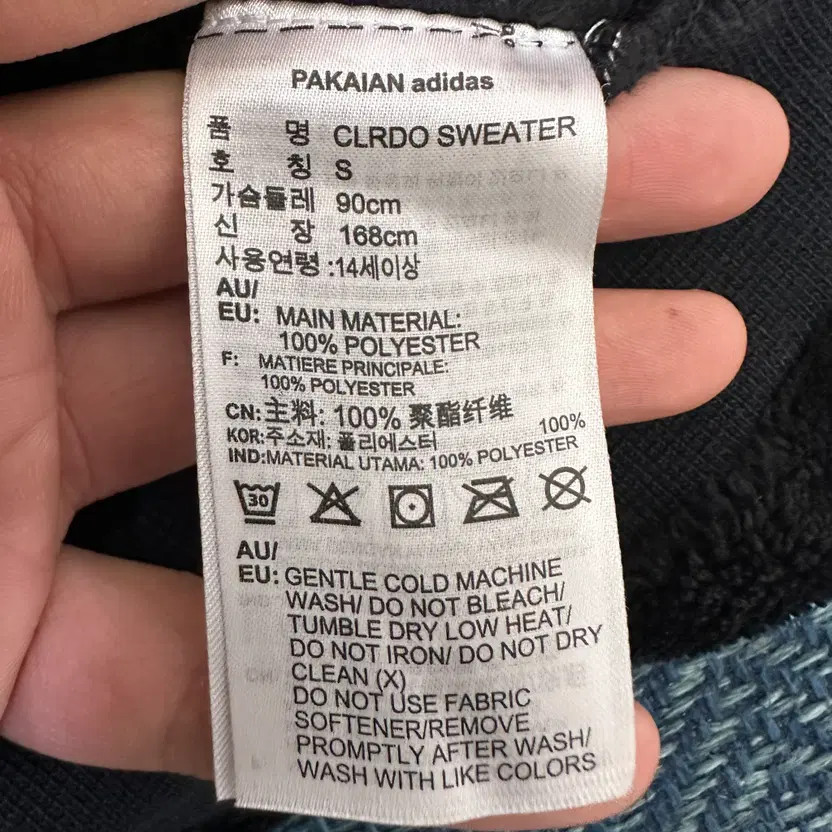 PAKAIAN adidas
품 명 CLRDO SWEATER
호 칭 S
가슴둘레 90cm
신 장 168cm
사용연령 :14세이상
AU/
EU: MAIN MATERIAL:
100% POLYESTER
F: MATIERE PRINCIPALE:
100% POLYESTER
CN:主料: 100% 聚酯纤维
KOR:주소재: 폴리에스터 100%
IND:MATERIAL UTAMA: 100% POLYESTER
30
AU/
EU: GENTLE COLD MACHINE
WASH/ DO NOT BLEACH/
TUMBLE DRY LOW HEAT/
DO NOT IRON/ DO NOT DRY
CLEAN (X)
DO NOT USE FABRIC
SOFTENER/REMOVE
PROMPTLY AFTER WASH/
WASH WITH LIKE COLORS